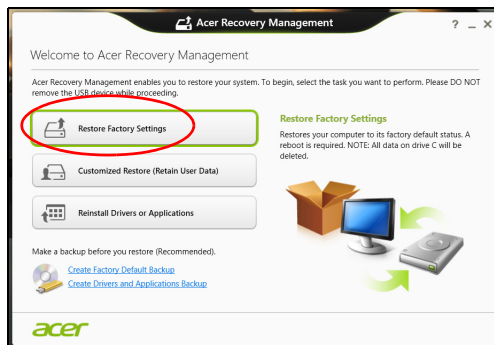 Acer Recovery Management
? _ X
Welcome to Acer Recovery Management
Acer Recovery Management enables you to restore your system. To begin, select the task you want to perform. Please DO NOT
remove the USB device while proceeding.
Restore Factory Settings
Customized Restore (Retain User Data)
Reinstall Drivers or Applications
Restore Factory Settings
Restores your computer to its factory default status. A
reboot is required. NOTE: All data on drive C will be
deleted.
Make a backup before you restore (Recommended).
Create Factory Default Backup
Create Drivers and Applications Backup
acer